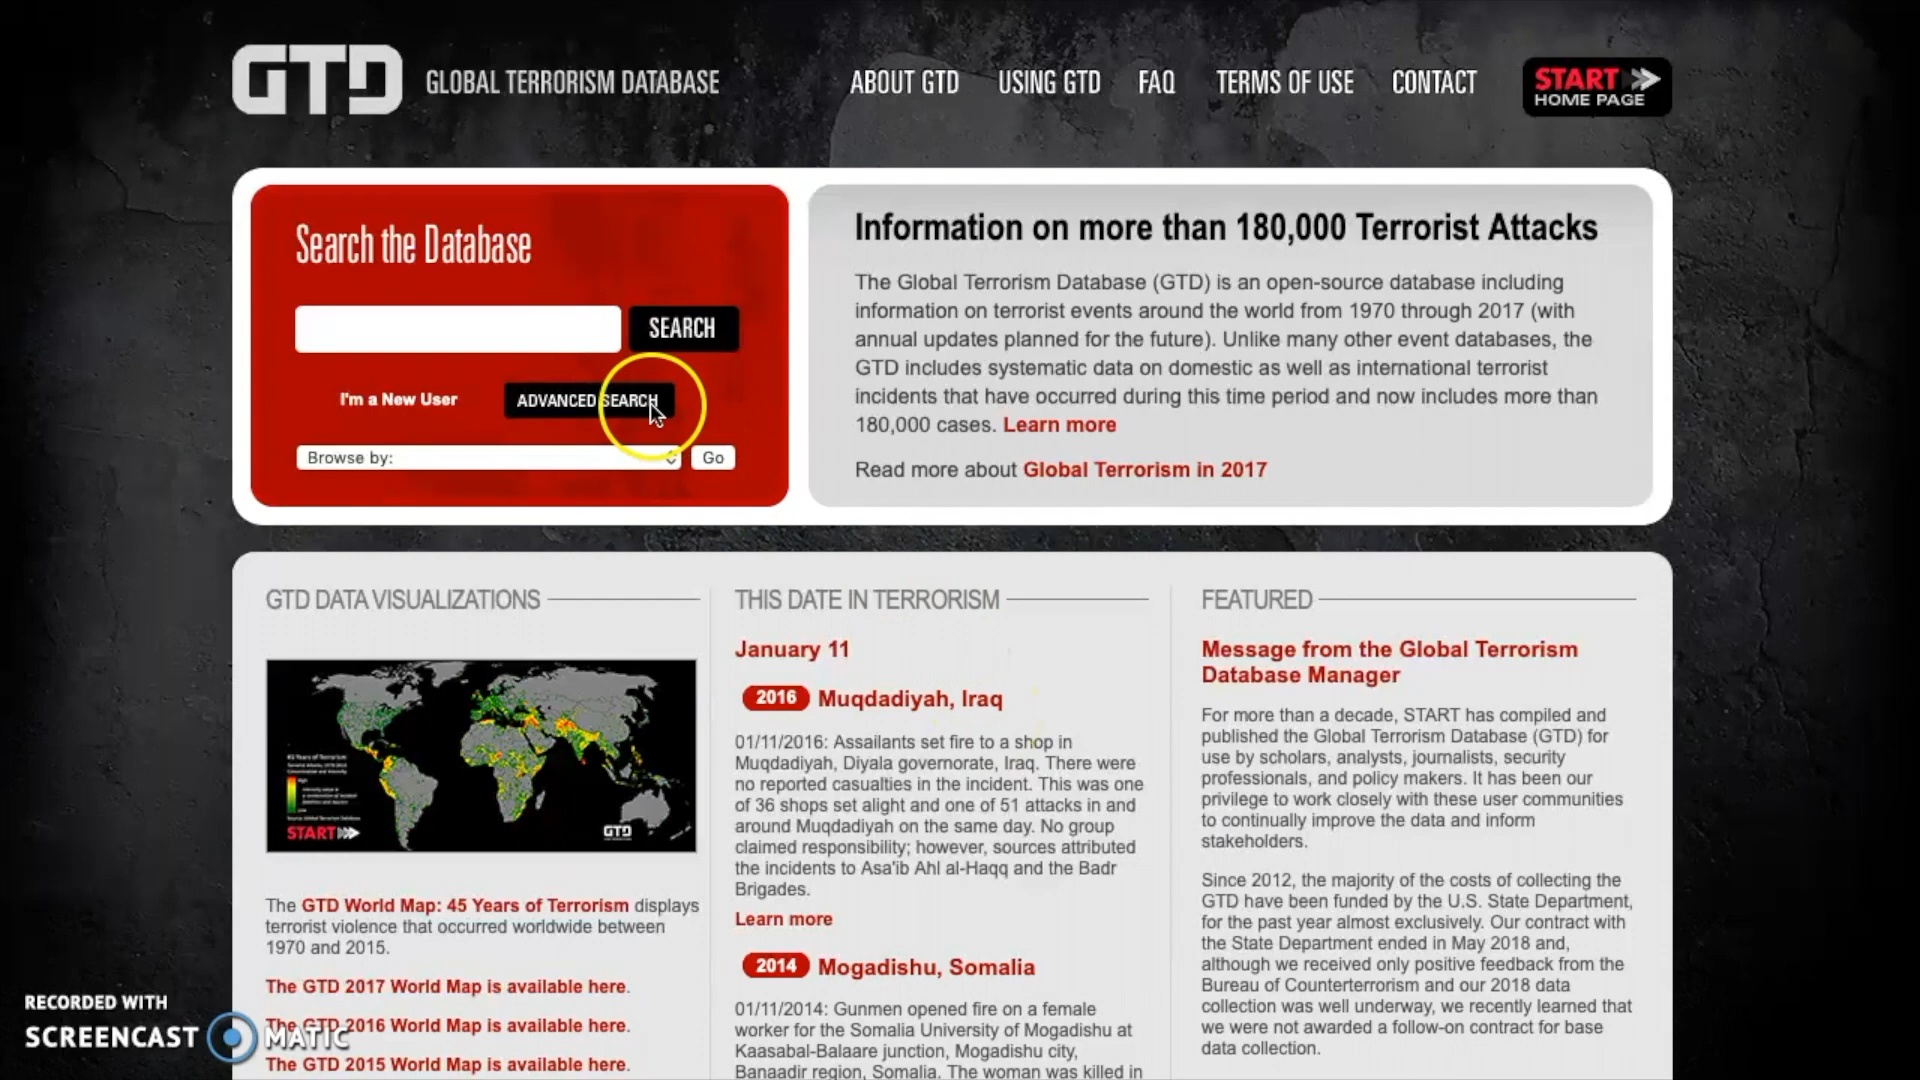 GTD GLOBAL TERRORISM DATABASE
ABOUT GTD USING GTD FAQ TERMS OF USE CONTACT
START
HOME PAGE
Search the Database
SEARCH
I'm a New User
ADVANCED SEARCH
Browse by:
Go
Information on more than 180,000 Terrorist Attacks
The Global Terrorism Database (GTD) is an open-source database including
information on terrorist events around the world from 1970 through 2017 (with
annual updates planned for the future). Unlike many other event databases, the
GTD includes systematic data on domestic as well as international terrorist
incidents that have occurred during this time period and now includes more than
180,000 cases. Learn more
Read more about Global Terrorism in 2017
GTD DATA VISUALIZATIONS
45 Years of Terrorism
START
GTD
The GTD World Map: 45 Years of Terrorism displays
terrorist violence that occurred worldwide between
1970 and 2015.
The GTD 2017 World Map is available here.
The GTD 2016 World Map is available here.
The GTD 2015 World Map is available here.
THIS DATE IN TERRORISM
January 11
2016 Muqdadiyah, Iraq
01/11/2016: Assailants set fire to a shop in
Muqdadiyah, Diyala governorate, Iraq. There were
no reported casualties in the incident. This was one
of 36 shops set alight and one of 51 attacks in and
around Muqdadiyah on the same day. No group
claimed responsibility; however, sources attributed
the incidents to Asa'ib Ahl al-Haqq and the Badr
Brigades.
Learn more
2014 Mogadishu, Somalia
01/11/2014: Gunmen opened fire on a female
worker for the Somalia University of Mogadishu at
Kaasabal-Balaare junction, Mogadishu city,
Banaadir region, Somalia. The woman was killed in
FEATURED
Message from the Global Terrorism
Database Manager
For more than a decade, START has compiled and
published the Global Terrorism Database (GTD) for
use by scholars, analysts, journalists, security
professionals, and policy makers. It has been our
privilege to work closely with these user communities
to continually improve the data and inform
stakeholders.
Since 2012, the majority of the costs of collecting the
GTD have been funded by the U.S. State Department,
for the past year almost exclusively. Our contract with
the State Department ended in May 2018 and,
although we received only positive feedback from the
Bureau of Counterterrorism and our 2018 data
collection was well underway, we recently learned that
we were not awarded a follow-on contract for base
data collection.
RECORDED WITH
SCREENCAST MATIC